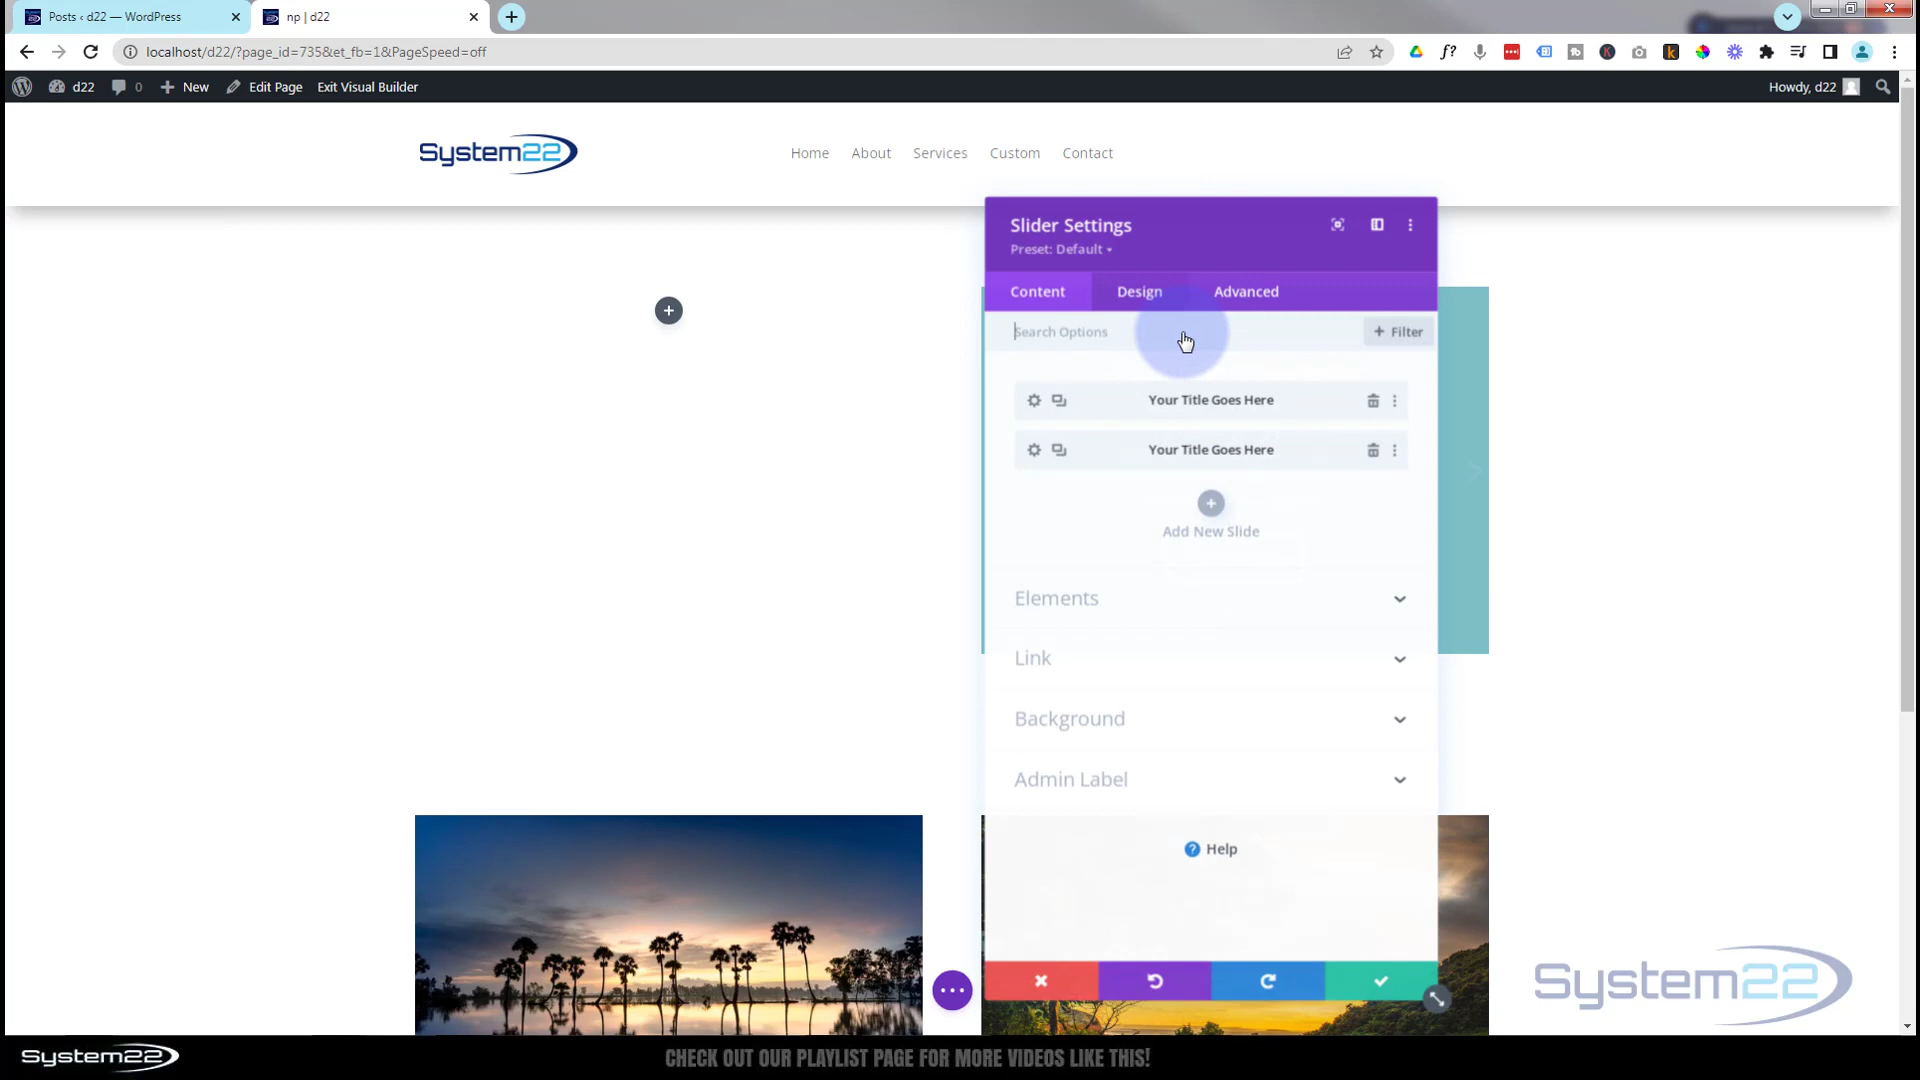 Posts ‹ d22 — WordPress
np | d22
localhost/d22/?page_id=735&et_fb=1&PageSpeed=off
d22
0
New
Edit Page
Exit Visual Builder
Howdy, d22
System22
Home
About
Services
Custom
Contact
Slider Settings
Preset: Default
Content
Design
Advanced
Search Options
+ Filter
Your Title Goes Here
Your Title Goes Here
Add New Slide
Elements
Link
Background
Admin Label
Help
System22
System22
CHECK OUT OUR PLAYLIST PAGE FOR MORE VIDEOS LIKE THIS!